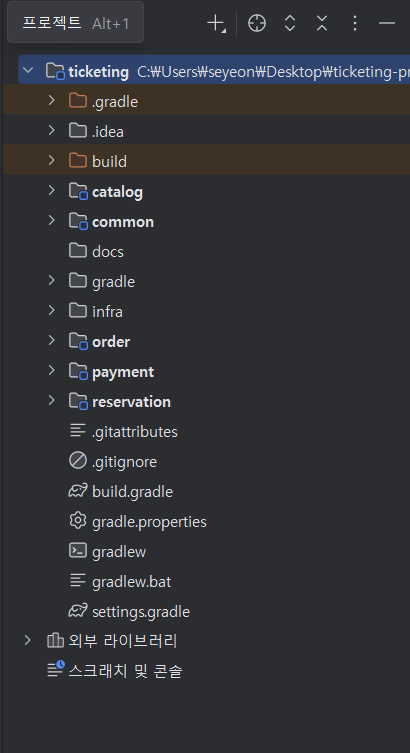 프로젝트 Alt+1
ticketing C:₩Users₩seyeon₩Desktop₩ticketing-pr
.gradle
.idea
build
catalog
common
docs
gradle
infra
order
payment
reservation
.gitattributes
.gitignore
build.gradle
gradle.properties
gradlew
gradlew.bat
settings.gradle
외부 라이브러리
스크래치 및 콘솔